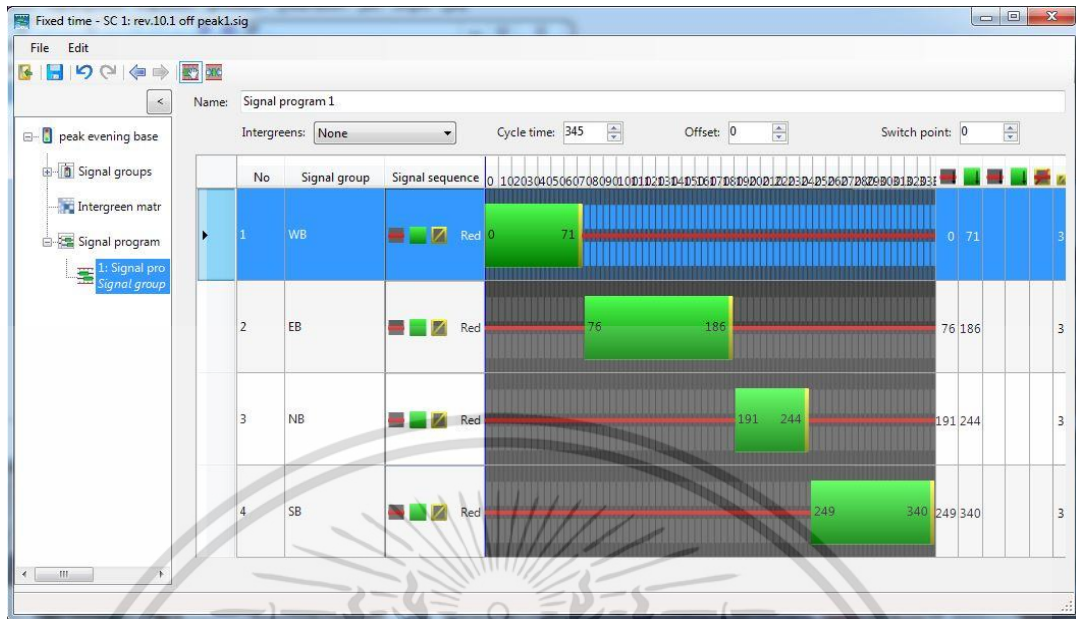 Fixed time - SC 1: rev.10.1 off peak1.sig
File Edit
Name: Signal program 1
Intergreens: None Cycle time: 345 Offset: 0 Switch point: 0
peak evening base
Signal groups
Intergreen matr
Signal program
1: Signal pro
Signal group
No Signal group Signal sequence
1 WB Red 0 71 0 71 3
2 EB Red 76 186 76 186 3
3 NB Red 191 244 191 244 3
4 SB Red 249 340 249 340 3